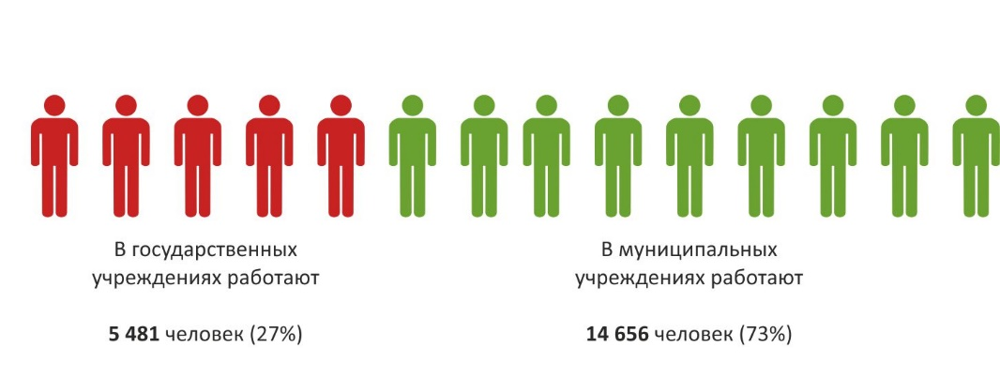 В государственных
учреждениях работают
5 481 человек (27%)
В муниципальных
учреждениях работают
14 656 человек (73%)